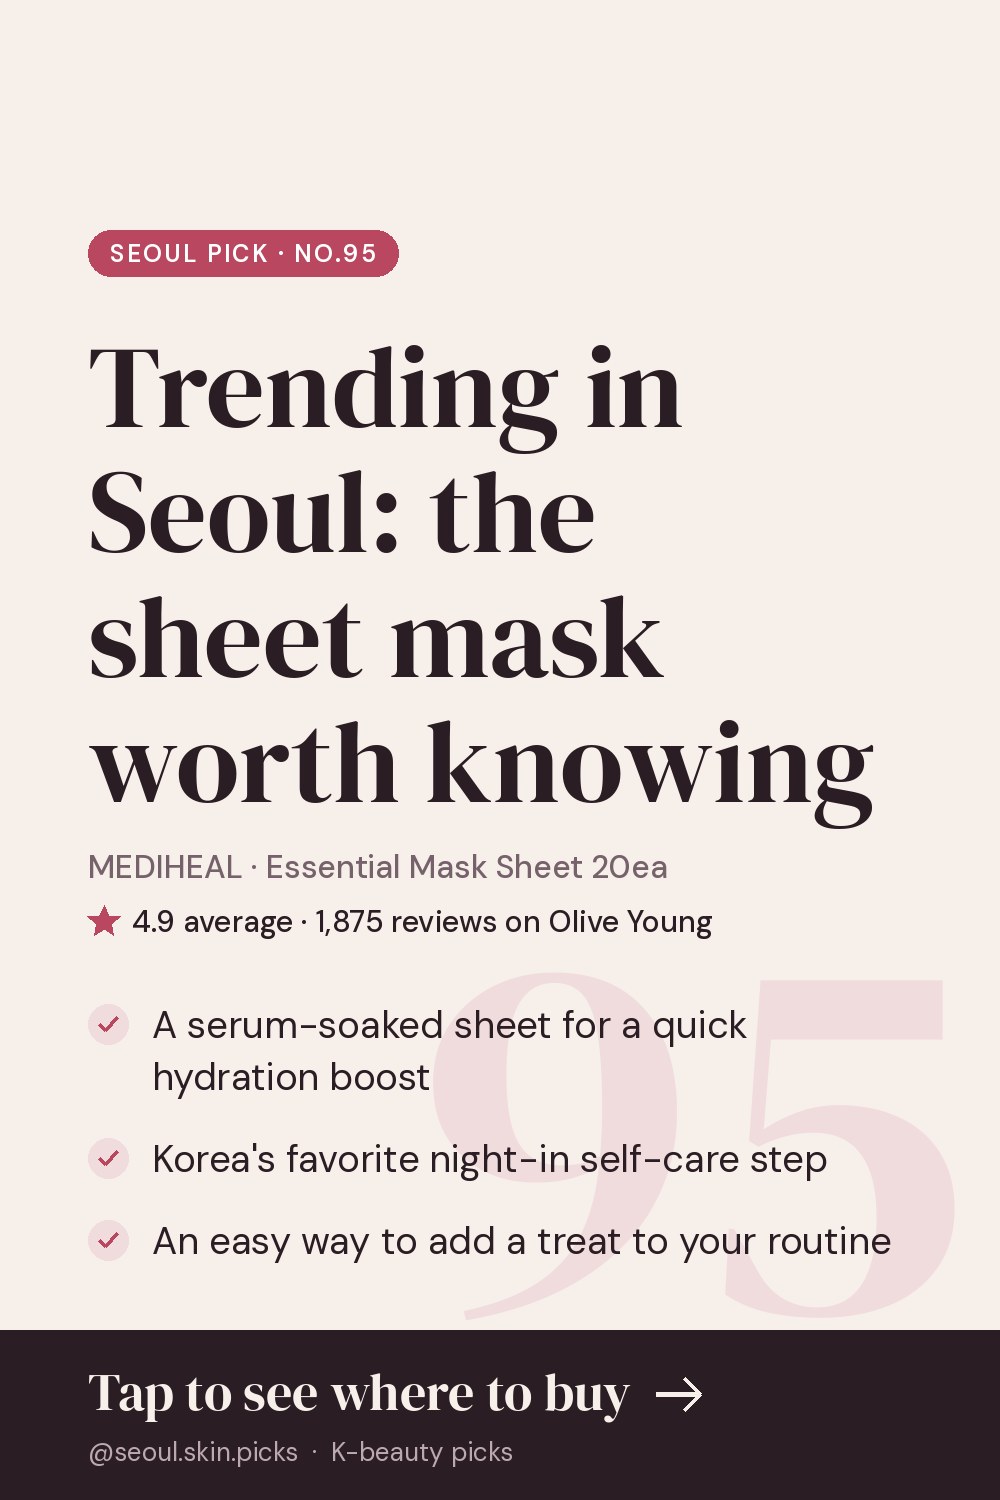 SEOUL PICK · NO.95
Trending in
Seoul: the
sheet mask
worth knowing
MEDIHEAL · Essential Mask Sheet 20ea
★ 4.9 average · 1,875 reviews on Olive Young
95
✓ A serum-soaked sheet for a quick
hydration boost
✓ Korea's favorite night-in self-care step
✓ An easy way to add a treat to your routine
Tap to see where to buy →
@seoul.skin.picks · K-beauty picks